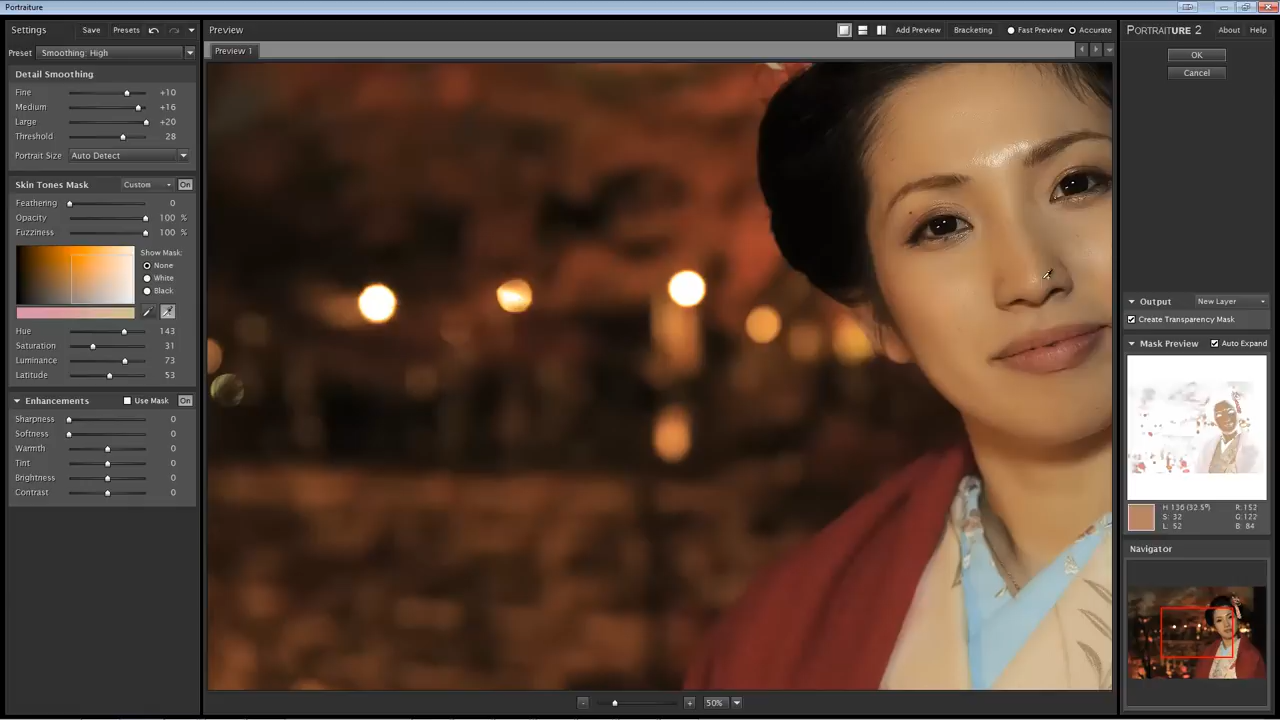 Portraiture
Settings Save Presets
Preset Smoothing: High
Detail Smoothing
Fine +10
Medium +16
Large +20
Threshold 28
Portrait Size Auto Detect
Skin Tones Mask Custom On
Feathering 0
Opacity 100 %
Fuzziness 100 %
Show Mask:
None
White
Black
Hue 143
Saturation 31
Luminance 73
Latitude 53
Enhancements Use Mask On
Sharpness 0
Softness 0
Warmth 0
Tint 0
Brightness 0
Contrast 0
Preview Add Preview Bracketing Fast Preview Accurate
Preview 1
- + 50%
PORTRAITURE 2 About Help
OK
Cancel
Output New Layer
Create Transparency Mask
Mask Preview Auto Expand
H: 136 (32.5º) R: 152
S: 32 G: 122
L: 52 B: 84
Navigator